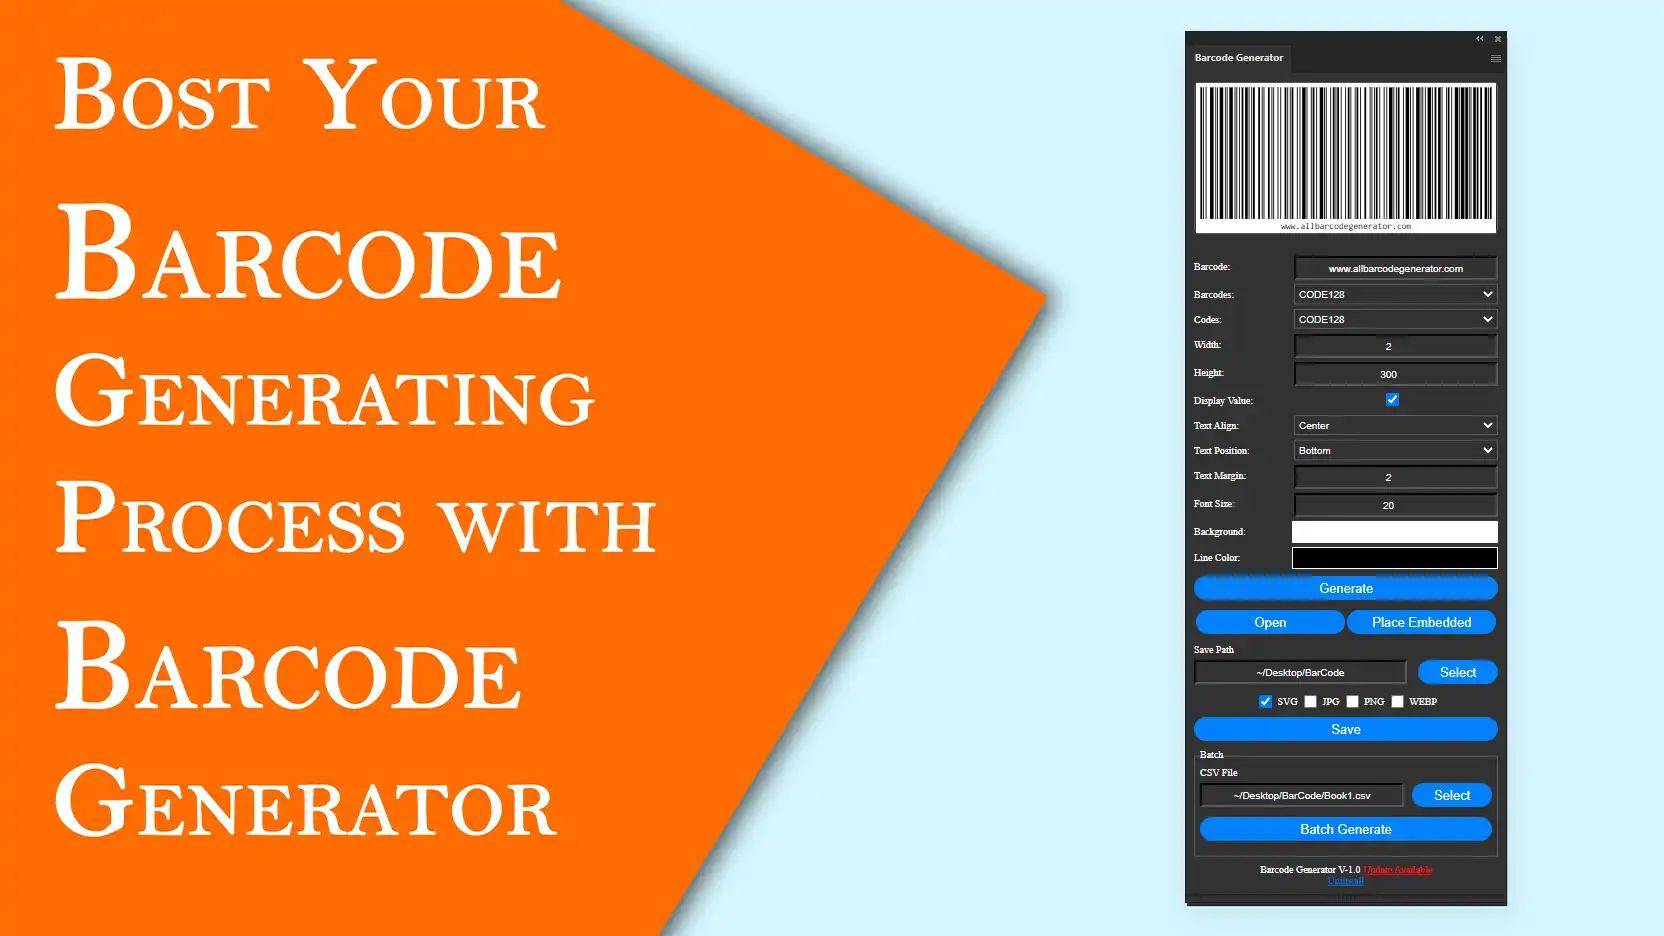 Bost Your
Barcode
Generating
Process with
Barcode
Generator
Barcode Generator
www.allbarcodegenerator.com
Barcode: www.allbarcodegenerator.com
Barcodes: CODE128
Codes: CODE128
Width: 2
Height: 300
Display Value:
Text Align: Center
Text Position: Bottom
Text Margin: 2
Font Size: 20
Background:
Line Color:
Generate
Open Place Embedded
Save Path
~/Desktop/BarCode Select
SVG JPG PNG WEBP
Save
Batch
CSV File
~/Desktop/BarCode/Book1.csv Select
Batch Generate
Barcode Generator V-1.0 Update Available
Uninstall